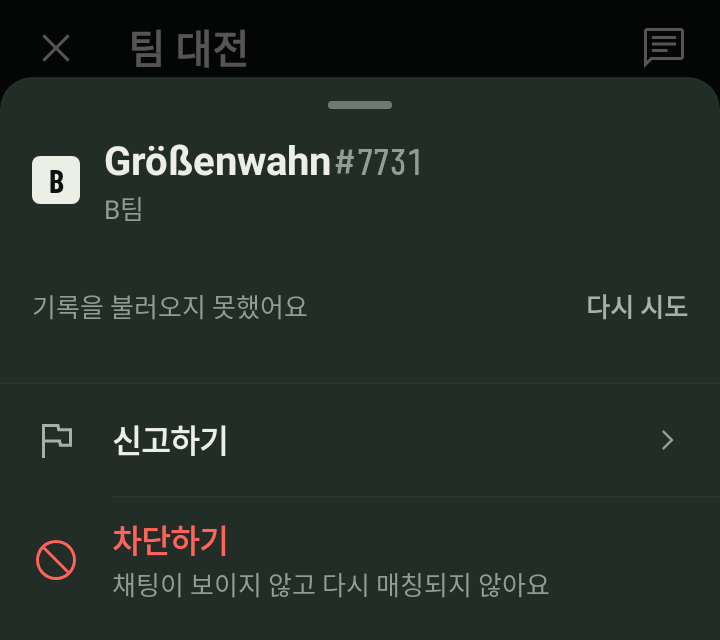 팀 대전
B
Größenwahn#7731
B팀
기록을 불러오지 못했어요
다시 시도
신고하기
차단하기
채팅이 보이지 않고 다시 매칭되지 않아요